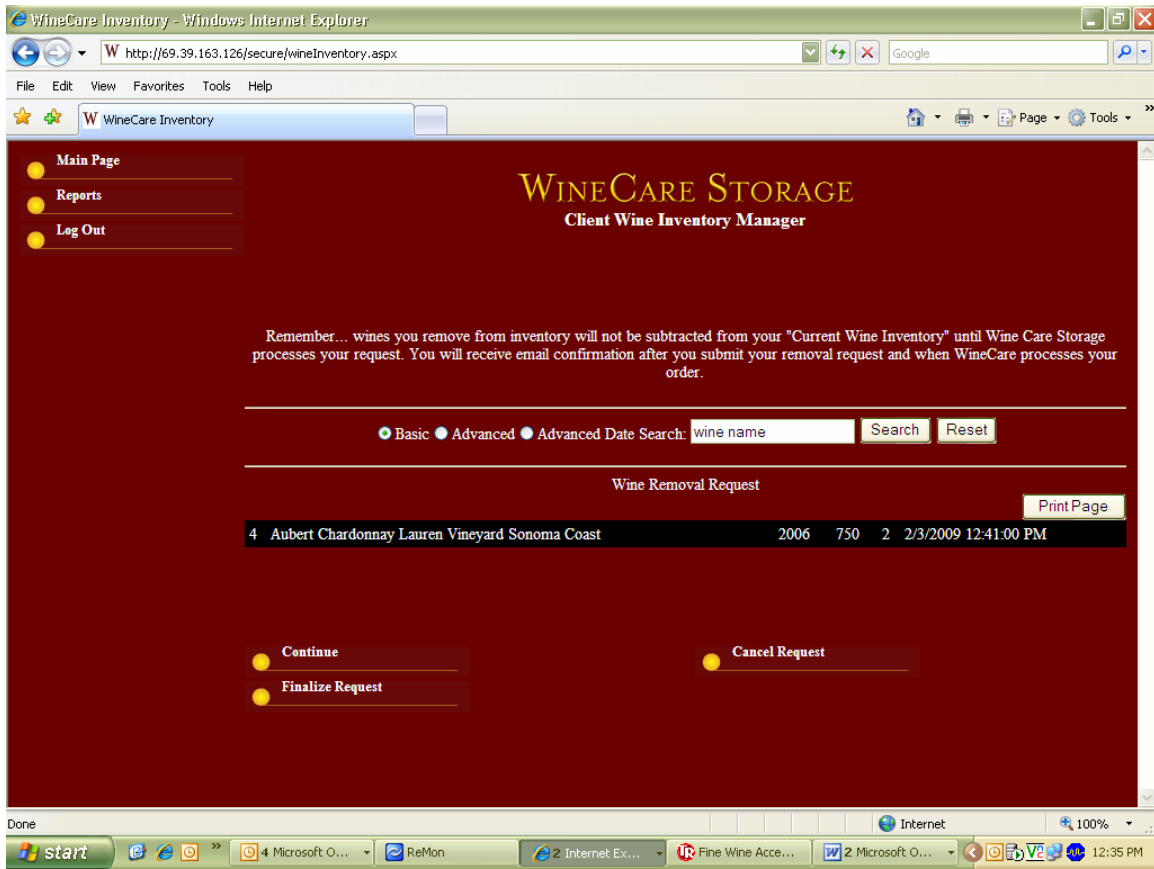 WineCare Inventory - Windows Internet Explorer
W http://69.39.163.126/secure/wineInventory.aspx
Google
File Edit View Favorites Tools Help
W WineCare Inventory
Page Tools »
Main Page
Reports
Log Out
WINECARE STORAGE
Client Wine Inventory Manager
Remember... wines you remove from inventory will not be subtracted from your "Current Wine Inventory" until Wine Care Storage
processes your request. You will receive email confirmation after you submit your removal request and when WineCare processes your
order.
Basic Advanced Advanced Date Search: wine name Search Reset
Wine Removal Request
Print Page
4 Aubert Chardonnay Lauren Vineyard Sonoma Coast 2006 750 2 2/3/2009 12:41:00 PM
Continue
Cancel Request
Finalize Request
Done Internet 100%
start » 4 Microsoft O... ReMon 2 Internet Ex... Fine Wine Acce... 2 Microsoft O... 12:35 PM